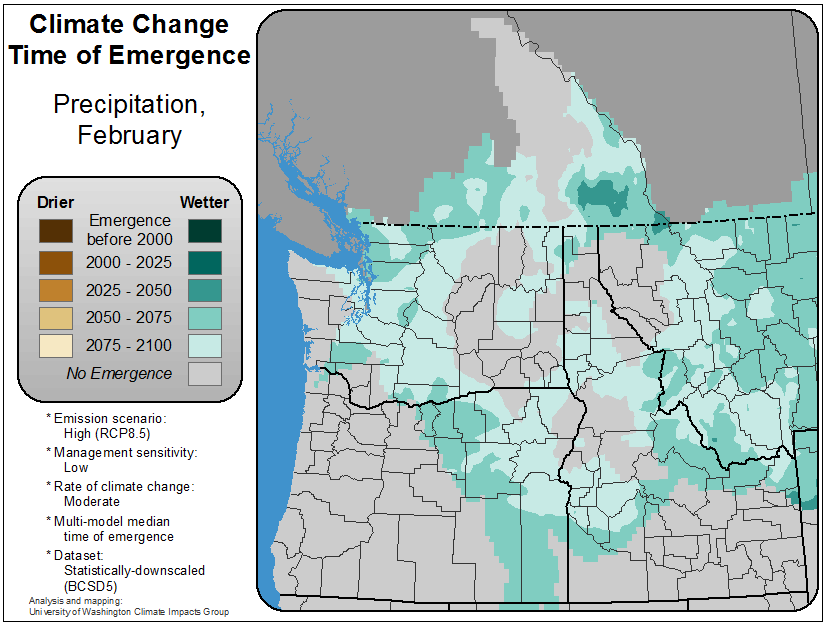 Climate Change
Time of Emergence
Precipitation,
February
Drier
Wetter
Emergence
before 2000
2000 - 2025
2025 - 2050
2050 - 2075
2075 - 2100
No Emergence
* Emission scenario:
High (RCP8.5)
* Management sensitivity:
Low
* Rate of climate change:
Moderate
* Multi-model median
time of emergence
* Dataset:
Statistically-downscaled
(BCSD5)
Analysis and mapping:
University of Washington Climate Impacts Group